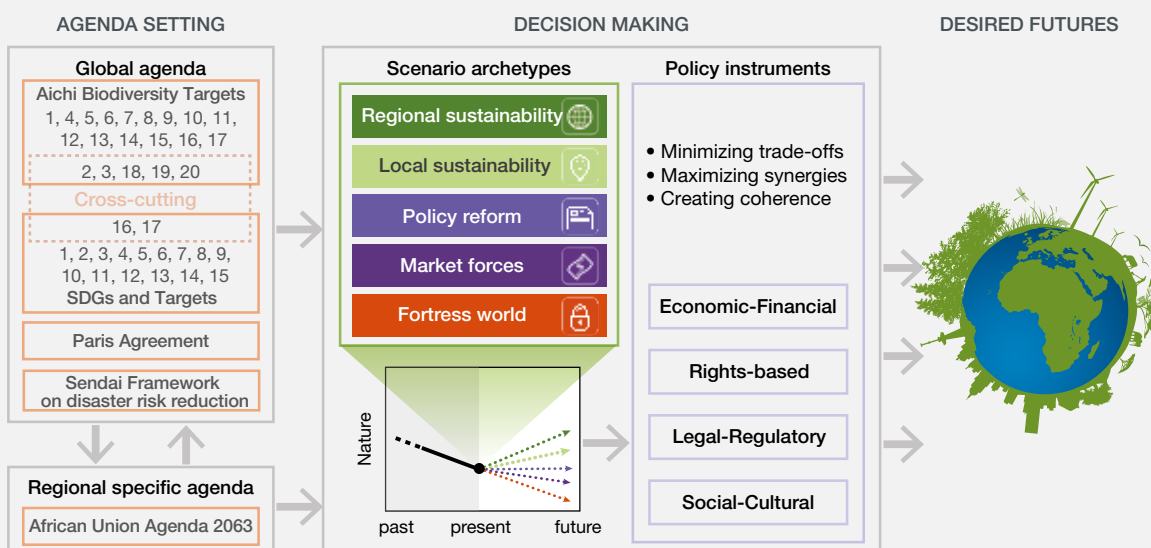 AGENDA SETTING
Global agenda
Aichi Biodiversity Targets
1, 4, 5, 6, 7, 8, 9, 10, 11,
12, 13, 14, 15, 16, 17
2, 3, 18, 19, 20
Cross-cutting
16, 17
1, 2, 3, 4, 5, 6, 7, 8, 9,
10, 11, 12, 13, 14, 15
SDGs and Targets
Paris Agreement
Sendai Framework
on disaster risk reduction
Regional specific agenda
African Union Agenda 2063
DECISION MAKING
Scenario archetypes
Regional sustainability
Local sustainability
Policy reform
Market forces
Fortress world
Nature
past
present
future
Policy instruments
• Minimizing trade-offs
• Maximizing synergies
• Creating coherence
Economic-Financial
Rights-based
Legal-Regulatory
Social-Cultural
DESIRED FUTURES